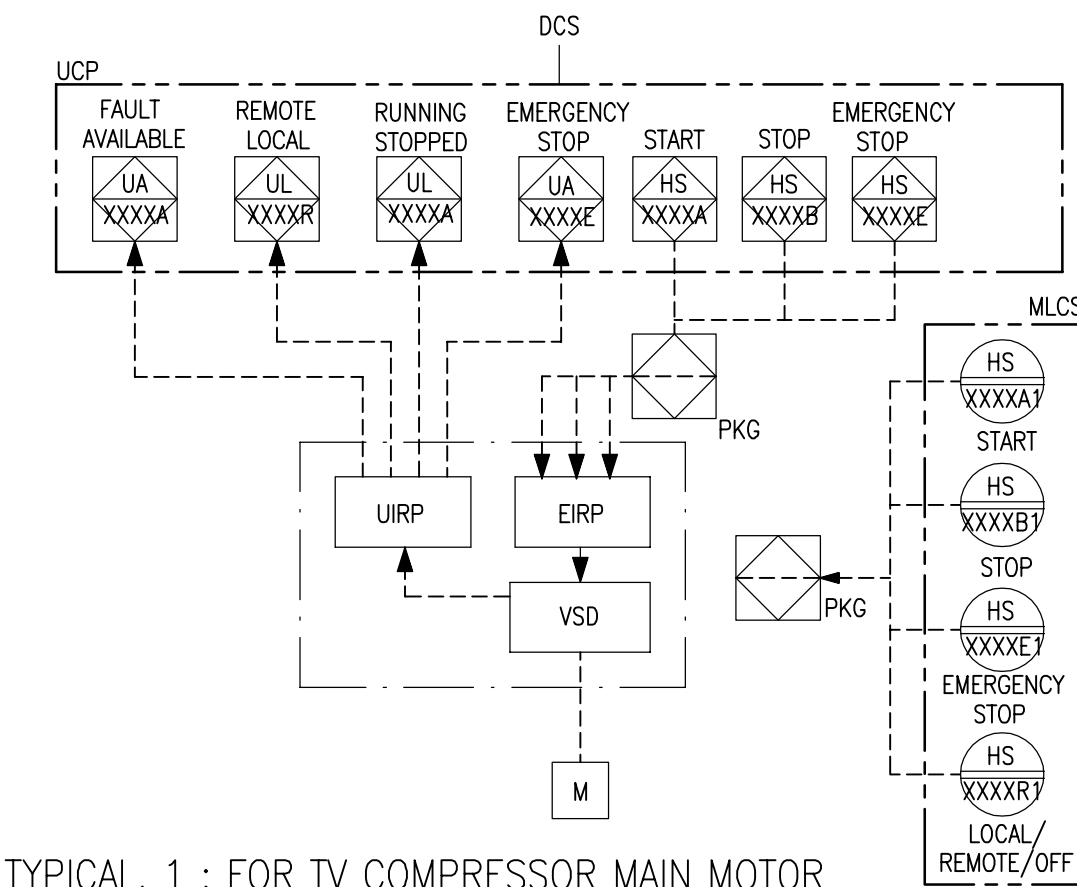 DCS
UCP
FAULT
AVAILABLE
UA
XXXXA
REMOTE
LOCAL
UL
XXXXR
RUNNING
STOPPED
UL
XXXXA
EMERGENCY
STOP
UA
XXXXE
START
HS
XXXXA
STOP
HS
XXXXB
EMERGENCY
STOP
HS
XXXXE
PKG
UIRP
EIRP
VSD
M
PKG
MLCS
HS
XXXXA1
START
HS
XXXXB1
STOP
HS
XXXXE1
EMERGENCY
STOP
HS
XXXXR1
LOCAL/
REMOTE/OFF
TYPICAL. 1 : FOR TV COMPRESSOR MAIN MOTOR